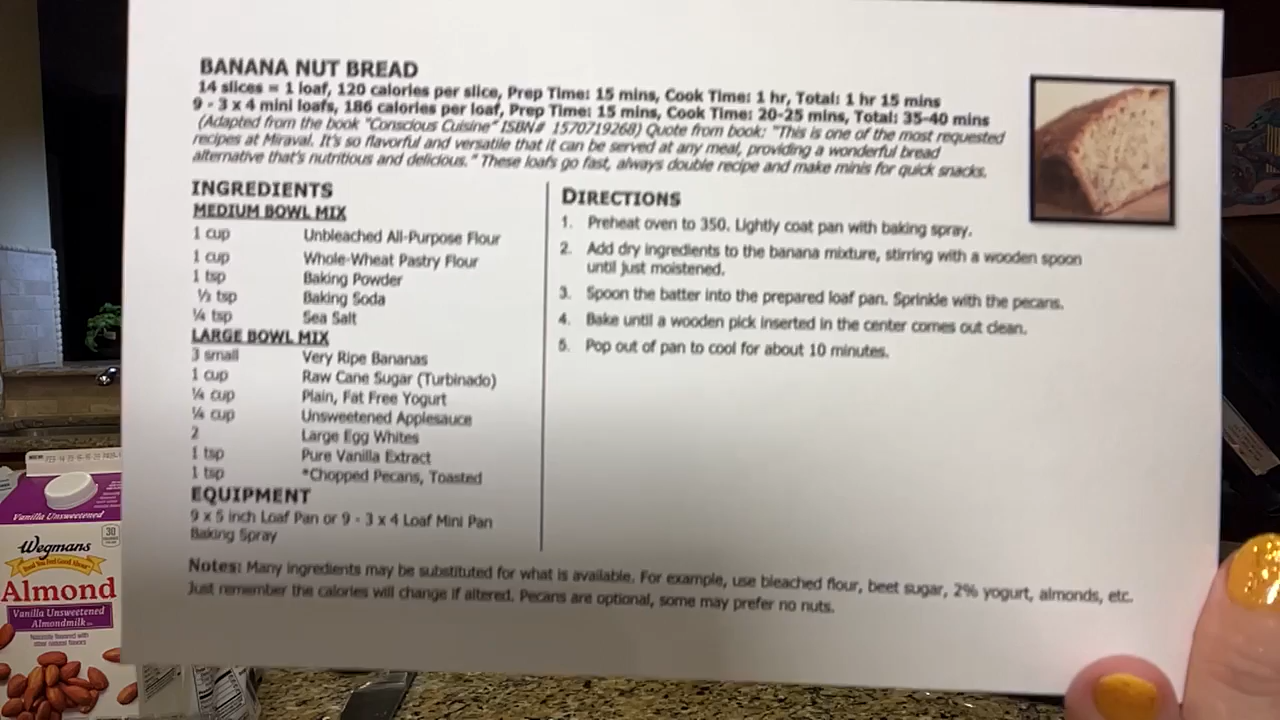 BANANA NUT BREAD
14 slices = 1 loaf, 120 calories per slice, Prep Time: 15 mins, Cook Time: 1 hr, Total: 1 hr 15 mins
9 - 3 x 4 mini loafs, 186 calories per loaf, Prep Time: 15 mins, Cook Time: 20-25 mins, Total: 35-40 mins
(Adapted from the book "Conscious Cuisine" ISBN# 1570719268) Quote from book: "This is one of the most requested
recipes at Miraval. It's so flavorful and versatile that it can be served at any meal, providing a wonderful bread
alternative that's nutritious and delicious." These loafs go fast, always double recipe and make minis for quick snacks.
INGREDIENTS
MEDIUM BOWL MIX
1 cup Unbleached All-Purpose Flour
1 cup Whole-Wheat Pastry Flour
1 tsp Baking Powder
½ tsp Baking Soda
¼ tsp Sea Salt
LARGE BOWL MIX
3 small Very Ripe Bananas
1 cup Raw Cane Sugar (Turbinado)
¼ cup Plain, Fat Free Yogurt
¼ cup Unsweetened Applesauce
2 Large Egg Whites
1 tsp Pure Vanilla Extract
1 tsp *Chopped Pecans, Toasted
EQUIPMENT
9 x 5 inch Loaf Pan or 9 - 3 x 4 Loaf Mini Pan
Baking Spray
DIRECTIONS
1. Preheat oven to 350. Lightly coat pan with baking spray.
2. Add dry ingredients to the banana mixture, stirring with a wooden spoon
until just moistened.
3. Spoon the batter into the prepared loaf pan. Sprinkle with the pecans.
4. Bake until a wooden pick inserted in the center comes out clean.
5. Pop out of pan to cool for about 10 minutes.
Notes: Many ingredients may be substituted for what is available. For example, use bleached flour, beet sugar, 2% yogurt, almonds, etc.
Just remember the calories will change if altered. Pecans are optional, some may prefer no nuts.
Vanilla Unsweetened
30
Wegmans
Food You Feel Good About
Almond
Vanilla Unsweetened
Almondmilk
Naturally flavored with
other natural flavors